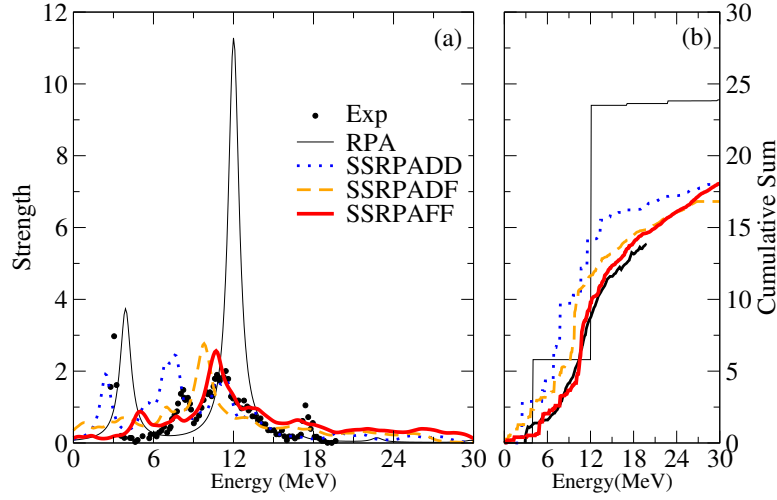 12
10
8
6
4
2
0
Strength
(a)
Exp
RPA
SSRPADD
SSRPADF
SSRPAFF
0
6
12
18
24
30
Energy (MeV)
(b)
30
25
20
15
10
5
0
Cumulative Sum
0
6
12
18
24
30
Energy(MeV)